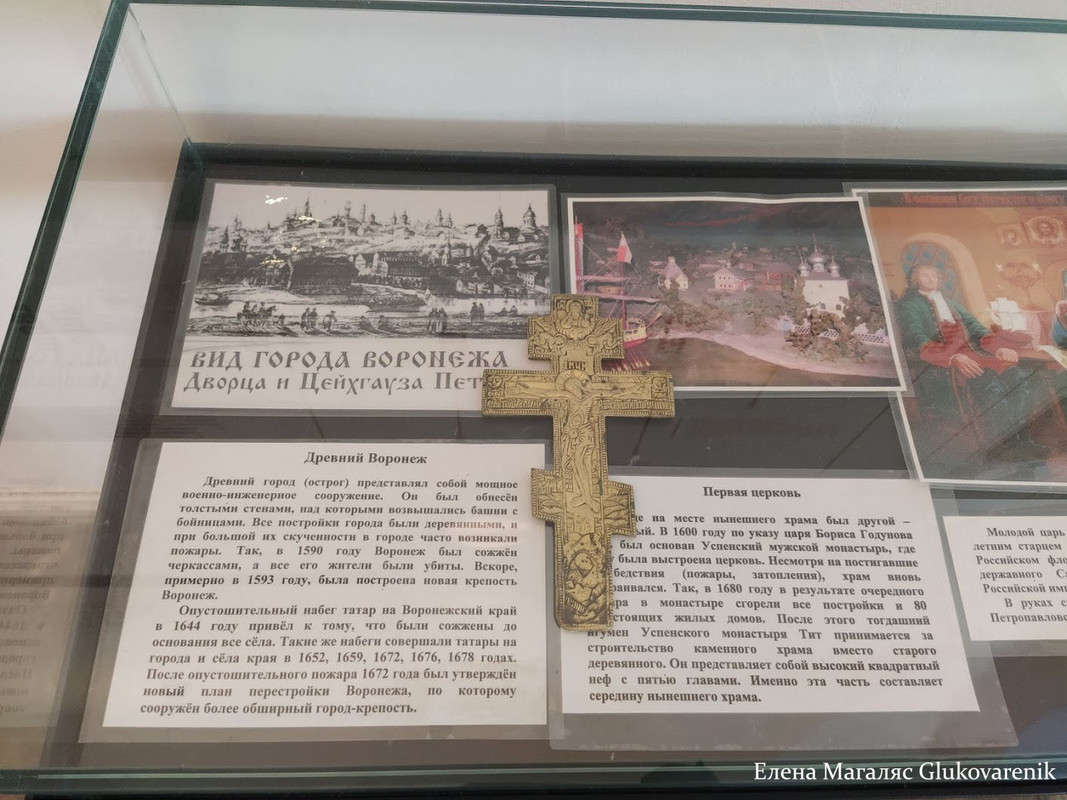 ВИД ГОРОДА ВОРОНЕЖА
Дворца и Цейхгауза
Древний Воронеж
Древний город (острог) представлял собой мощное
военно-инженерное сооружение. Он был обнесён
толстыми стенами, над которыми возвышались башни с
бойницами. Все постройки города были деревянными, и
при большой их скученности в городе часто возникали
пожары. Так, в 1590 году Воронеж был сожжён
черкассами, а все его жители были убиты. Вскоре,
примерно в 1593 году, была построена новая крепость
Воронеж.
Опустошительный набег татар на Воронежский край
в 1644 году привёл к тому, что были сожжены до
основания все сёла. Такие же набеги совершали татары на
города и сёла края в 1652, 1659, 1672, 1676, 1678 годах.
После опустошительного пожара 1672 года был утверждён
новый план перестройки Воронежа, по которому
сооружён более обширный город-крепость.
Первая церковь
на месте нынешнего храма был другой –
В 1600 году по указу царя Бориса Годунова
был основан Успенский мужской монастырь, где
была выстроена церковь. Несмотря на постигавшие
бедствия (пожары, затопления), храм вновь
Так, в 1680 году в результате очередного
в монастыре сгорели все постройки и 80
жилых домов. После этого тогдашний
игумен Успенского монастыря Тит принимается за
строительство каменного храма вместо старого
деревянного. Он представляет собой высокий квадратный
неф с пятью главами. Именно эта часть составляет
середину нынешнего храма.
Молодой царь
летним старцем
Российском
державного
Российской
В руках
Елена Магаляс Glukovarenik